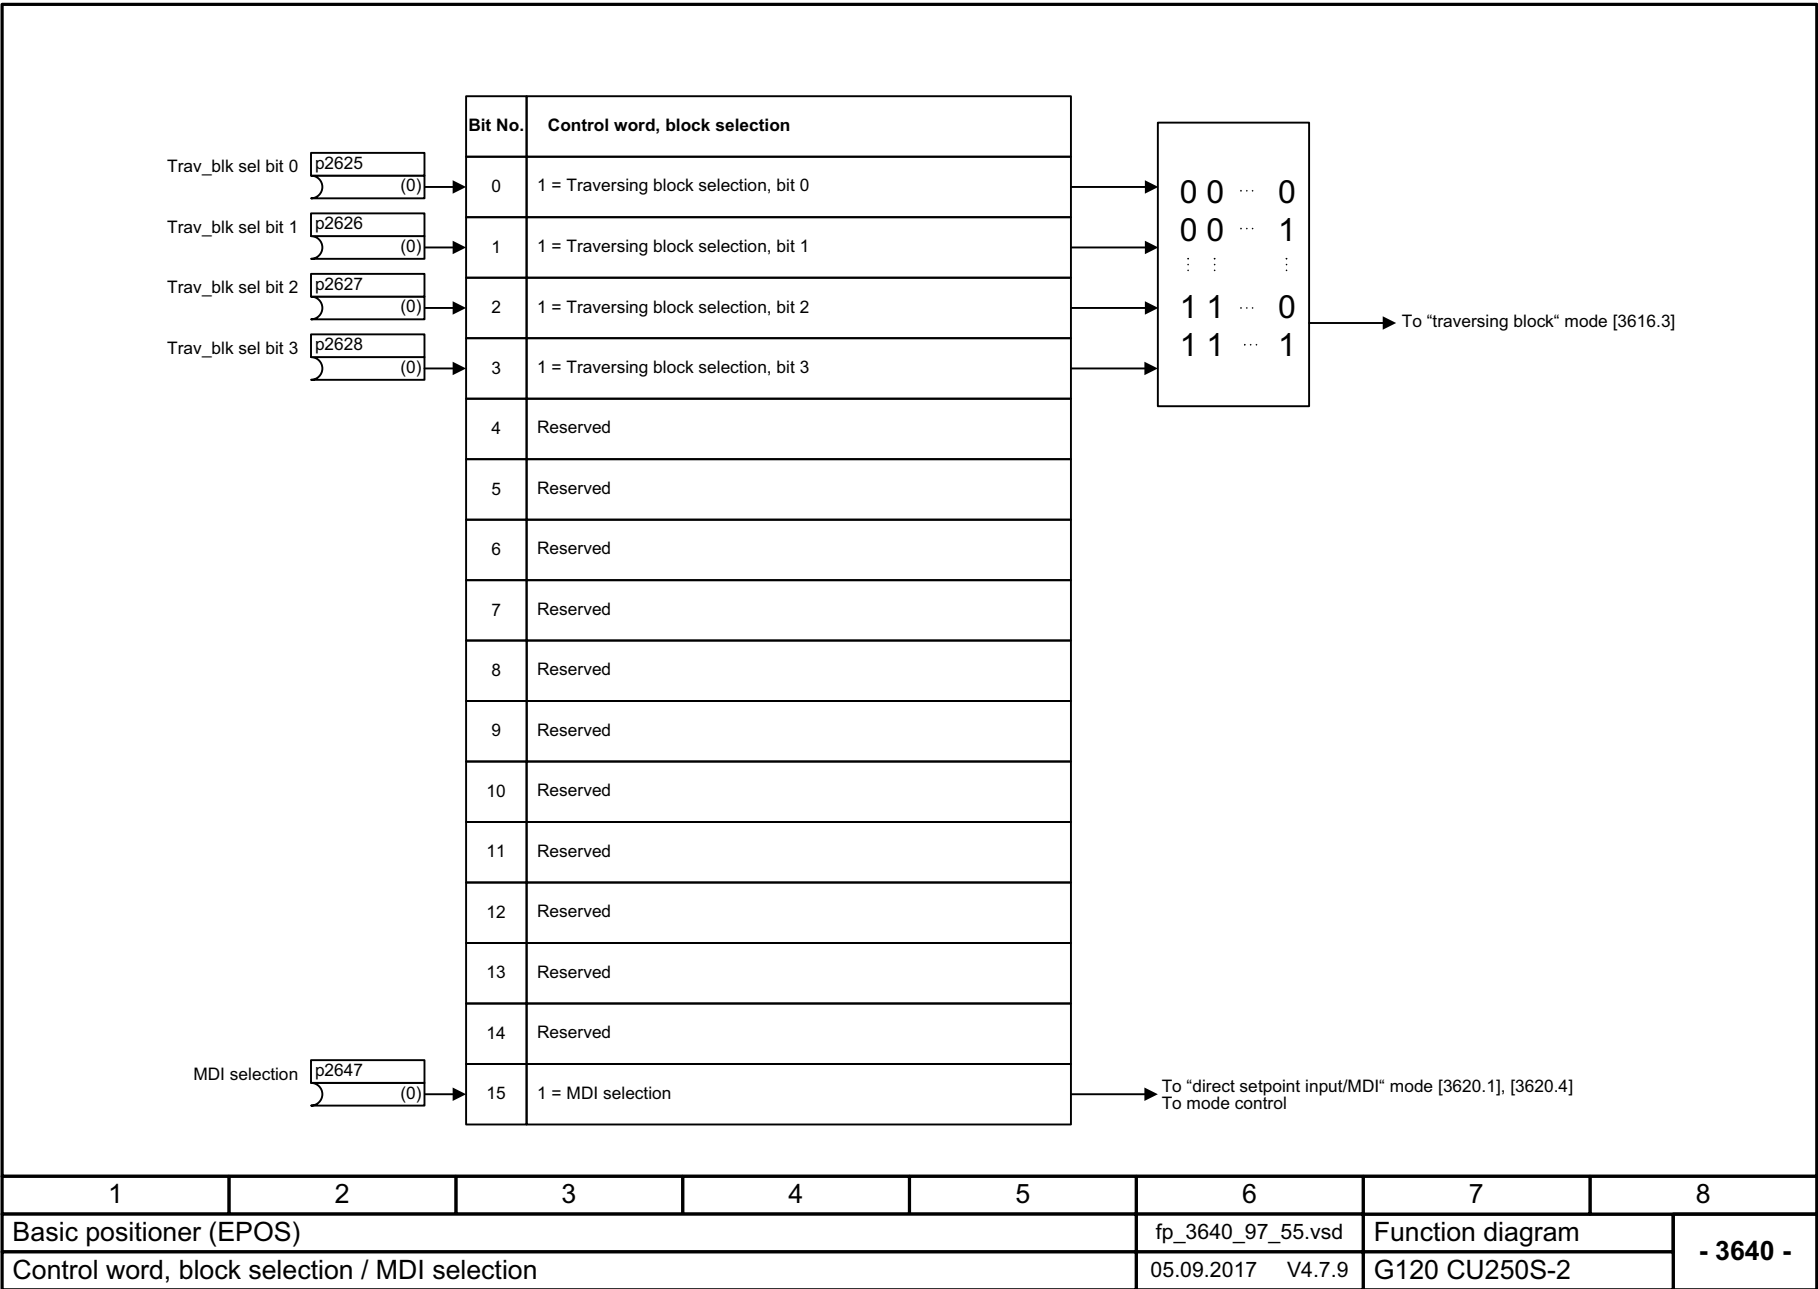 Bit No. Control word, block selection
Trav_blk sel bit 0 p2625
(0) 0 1 = Traversing block selection, bit 0
Trav_blk sel bit 1 p2626
(0) 1 1 = Traversing block selection, bit 1
Trav_blk sel bit 2 p2627
(0) 2 1 = Traversing block selection, bit 2
Trav_blk sel bit 3 p2628
(0) 3 1 = Traversing block selection, bit 3
0 0 ... 0
0 0 ... 1
⋮ ⋮ ⋮
1 1 ... 0
1 1 ... 1
To “traversing block“ mode [3616.3]
4 Reserved
5 Reserved
6 Reserved
7 Reserved
8 Reserved
9 Reserved
10 Reserved
11 Reserved
12 Reserved
13 Reserved
14 Reserved
MDI selection p2647
(0) 15 1 = MDI selection
To “direct setpoint input/MDI“ mode [3620.1], [3620.4]
To mode control
1 2 3 4 5 6 7 8
Basic positioner (EPOS) fp_3640_97_55.vsd Function diagram
- 3640 -
Control word, block selection / MDI selection 05.09.2017 V4.7.9 G120 CU250S-2